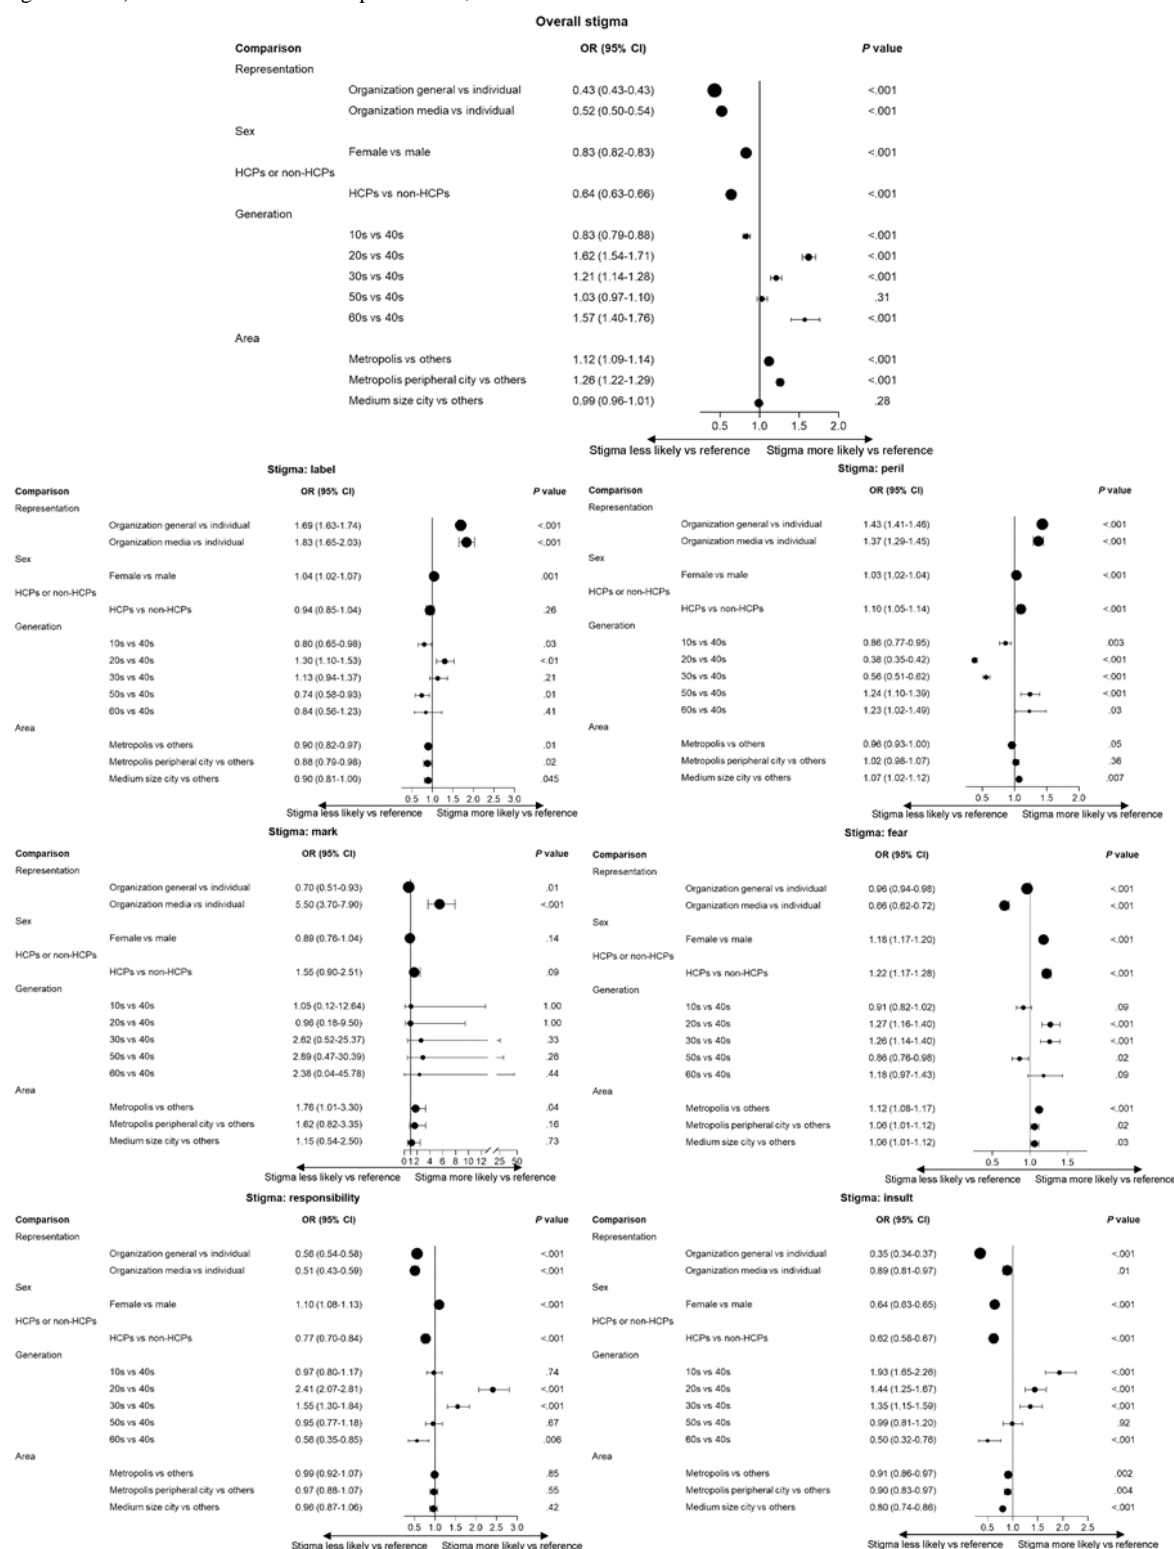 Overall stigma
Comparison OR (95% CI) P value
Representation
Organization general vs individual 0.43 (0.43-0.43) <.001
Organization media vs individual 0.52 (0.50-0.54) <.001
Sex
Female vs male 0.83 (0.82-0.83) <.001
HCPs or non-HCPs
HCPs vs non-HCPs 0.64 (0.63-0.66) <.001
Generation
10s vs 40s 0.83 (0.79-0.88) <.001
20s vs 40s 1.62 (1.54-1.71) <.001
30s vs 40s 1.21 (1.14-1.28) <.001
50s vs 40s 1.03 (0.97-1.10) .31
60s vs 40s 1.57 (1.40-1.76) <.001
Area
Metropolis vs others 1.12 (1.09-1.14) <.001
Metropolis peripheral city vs others 1.26 (1.22-1.29) <.001
Medium size city vs others 0.99 (0.96-1.01) .28
0.5 1.0 1.5 2.0
Stigma less likely vs reference Stigma more likely vs reference
Stigma: label
Comparison OR (95% CI) P value
Representation
Organization general vs individual 1.69 (1.63-1.74) <.001
Organization media vs individual 1.83 (1.65-2.03) <.001
Sex
Female vs male 1.04 (1.02-1.07) .001
HCPs or non-HCPs
HCPs vs non-HCPs 0.94 (0.85-1.04) .26
Generation
10s vs 40s 0.80 (0.65-0.98) .03
20s vs 40s 1.30 (1.10-1.53) <.01
30s vs 40s 1.13 (0.94-1.37) .21
50s vs 40s 0.74 (0.58-0.93) .01
60s vs 40s 0.84 (0.56-1.23) .41
Area
Metropolis vs others 0.90 (0.82-0.97) .01
Metropolis peripheral city vs others 0.88 (0.79-0.98) .02
Medium size city vs others 0.90 (0.81-1.00) .045
0.5 1.0 1.5 2.0 2.5 3.0
Stigma less likely vs reference Stigma more likely vs reference
Stigma: peril
Comparison OR (95% CI) P value
Representation
Organization general vs individual 1.43 (1.41-1.46) <.001
Organization media vs individual 1.37 (1.29-1.45) <.001
Sex
Female vs male 1.03 (1.02-1.04) <.001
HCPs or non-HCPs
HCPs vs non-HCPs 1.10 (1.05-1.14) <.001
Generation
10s vs 40s 0.86 (0.77-0.95) .003
20s vs 40s 0.38 (0.35-0.42) <.001
30s vs 40s 0.56 (0.51-0.62) <.001
50s vs 40s 1.24 (1.10-1.39) <.001
60s vs 40s 1.23 (1.02-1.49) .03
Area
Metropolis vs others 0.96 (0.93-1.00) .05
Metropolis peripheral city vs others 1.02 (0.98-1.07) .36
Medium size city vs others 1.07 (1.02-1.12) .007
0.5 1.0 1.5 2.0
Stigma less likely vs reference Stigma more likely vs reference
Stigma: mark
Comparison OR (95% CI) P value
Representation
Organization general vs individual 0.70 (0.51-0.93) .01
Organization media vs individual 5.50 (3.70-7.90) <.001
Sex
Female vs male 0.89 (0.76-1.04) .14
HCPs or non-HCPs
HCPs vs non-HCPs 1.55 (0.90-2.51) .09
Generation
10s vs 40s 1.05 (0.12-12.64) 1.00
20s vs 40s 0.96 (0.18-9.50) 1.00
30s vs 40s 2.62 (0.52-25.37) .33
50s vs 40s 2.89 (0.47-30.39) .26
60s vs 40s 2.38 (0.04-45.78) .44
Area
Metropolis vs others 1.76 (1.01-3.30) .04
Metropolis peripheral city vs others 1.62 (0.82-3.35) .16
Medium size city vs others 1.15 (0.54-2.50) .73
0 1 2 4 6 8 10 12 25 50
Stigma less likely vs reference Stigma more likely vs reference
Stigma: fear
Comparison OR (95% CI) P value
Representation
Organization general vs individual 0.96 (0.94-0.98) <.001
Organization media vs individual 0.66 (0.62-0.72) <.001
Sex
Female vs male 1.18 (1.17-1.20) <.001
HCPs or non-HCPs
HCPs vs non-HCPs 1.22 (1.17-1.28) <.001
Generation
10s vs 40s 0.91 (0.82-1.02) .09
20s vs 40s 1.27 (1.16-1.40) <.001
30s vs 40s 1.26 (1.14-1.40) <.001
50s vs 40s 0.86 (0.76-0.98) .02
60s vs 40s 1.18 (0.97-1.43) .09
Area
Metropolis vs others 1.12 (1.08-1.17) <.001
Metropolis peripheral city vs others 1.06 (1.01-1.12) .02
Medium size city vs others 1.06 (1.01-1.12) .03
0.5 1.0 1.5
Stigma less likely vs reference Stigma more likely vs reference
Stigma: responsibility
Comparison OR (95% CI) P value
Representation
Organization general vs individual 0.56 (0.54-0.58) <.001
Organization media vs individual 0.51 (0.43-0.59) <.001
Sex
Female vs male 1.10 (1.08-1.13) <.001
HCPs or non-HCPs
HCPs vs non-HCPs 0.77 (0.70-0.84) <.001
Generation
10s vs 40s 0.97 (0.80-1.17) .74
20s vs 40s 2.41 (2.07-2.81) <.001
30s vs 40s 1.55 (1.30-1.84) <.001
50s vs 40s 0.95 (0.77-1.18) .67
60s vs 40s 0.56 (0.35-0.85) .006
Area
Metropolis vs others 0.99 (0.92-1.07) .85
Metropolis peripheral city vs others 0.97 (0.88-1.07) .55
Medium size city vs others 0.96 (0.87-1.06) .42
0.5 1.0 1.5 2.0 2.5 3.0
Stigma less likely vs reference Stigma more likely vs reference
Stigma: insult
Comparison OR (95% CI) P value
Representation
Organization general vs individual 0.35 (0.34-0.37) <.001
Organization media vs individual 0.89 (0.81-0.97) .01
Sex
Female vs male 0.64 (0.63-0.65) <.001
HCPs or non-HCPs
HCPs vs non-HCPs 0.62 (0.58-0.67) <.001
Generation
10s vs 40s 1.93 (1.65-2.26) <.001
20s vs 40s 1.44 (1.25-1.67) <.001
30s vs 40s 1.35 (1.15-1.59) <.001
50s vs 40s 0.99 (0.81-1.20) .92
60s vs 40s 0.50 (0.32-0.76) <.001
Area
Metropolis vs others 0.91 (0.86-0.97) .002
Metropolis peripheral city vs others 0.90 (0.83-0.97) .004
Medium size city vs others 0.80 (0.74-0.86) <.001
0.5 1.0 1.5 2.0 2.5
Stigma less likely vs reference Stigma more likely vs reference